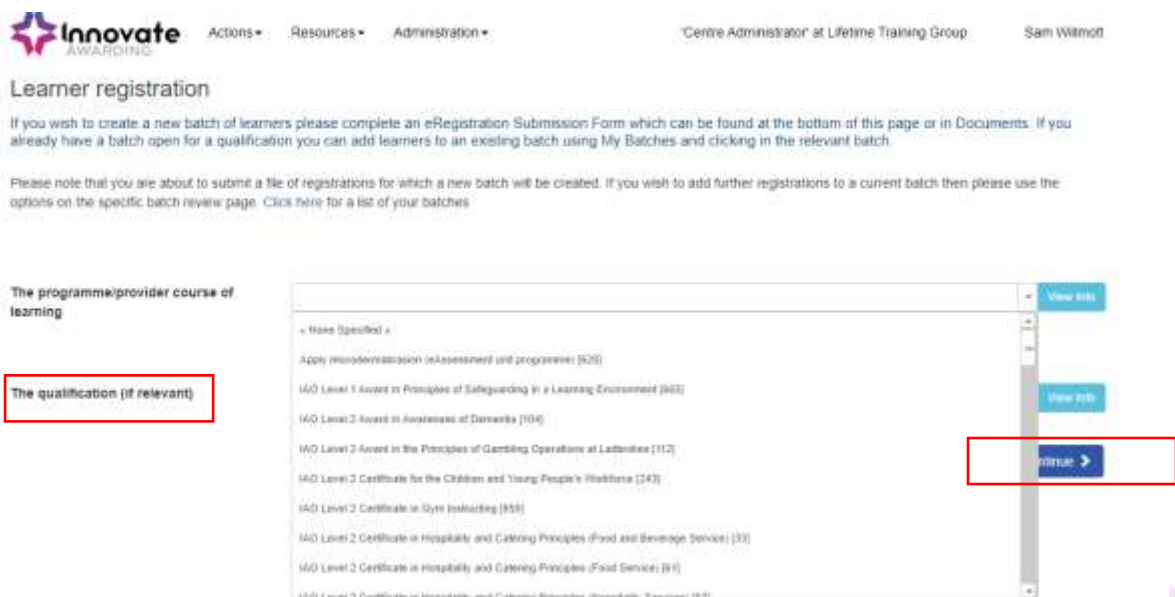 Innovate
AWARDING
Actions Resources Administration 'Centre Administrator' at Lifetime Training Group Sam Willmott
Learner registration
If you wish to create a new batch of learners please complete an eRegistration Submission Form which can be found at the bottom of this page or in Documents. If you
already have a batch open for a qualification you can add learners to an existing batch using My Batches and clicking in the relevant batch.
Please note that you are about to submit a file of registrations for which a new batch will be created. If you wish to add further registrations to a current batch then please use the
options on the specific batch review page. Click here for a list of your batches
The programme/provider course of
learning
View info
« None Specified »
Apply microdermabrasion (eAssessment unit programme) [628]
IAO Level 1 Award in Principles of Safeguarding in a Learning Environment
The qualification (if relevant)
View info
IAO Level 2 Award in Awareness of Dementia [104]
IAO Level 2 Award in the Principles of Gambling Operations at Ladbrokes [112]
ntinue
IAO Level 2 Certificate for the Children and Young People's Workforce [243]
IAO Level 2 Certificate in Gym Instructing
IAO Level 2 Certificate in Hospitality and Catering Principles (Food and Beverage Service) [33]
IAO Level 2 Certificate in Hospitality and Catering Principles (Food Service) [61]